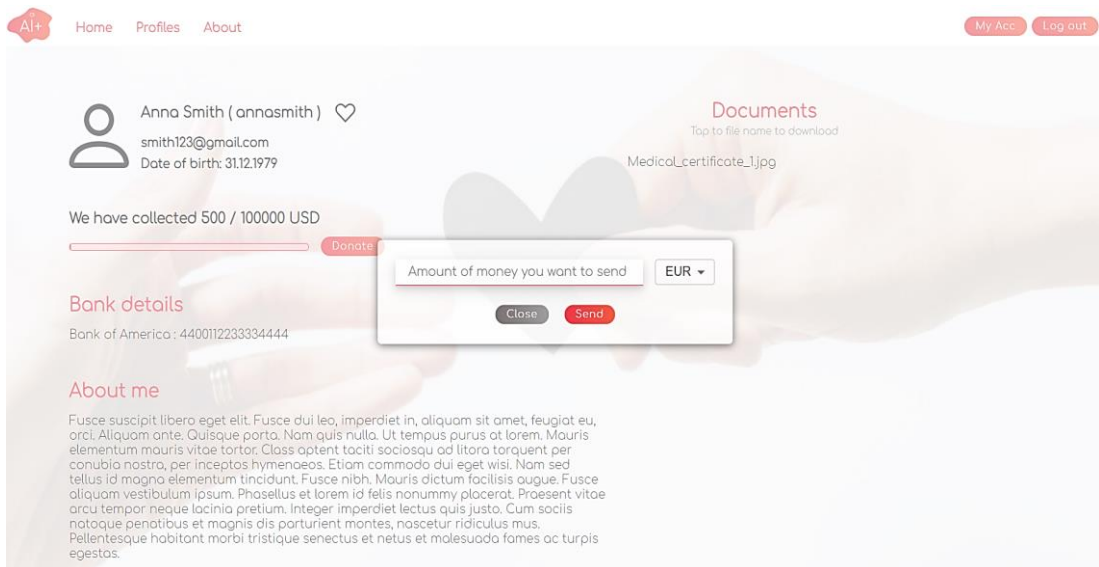 AI+
Home Profiles About
My Acc Log out
Anna Smith ( annasmith )
smith123@gmail.com
Date of birth: 31.12.1979
Documents
Tap to file name to download
Medical_certificate_1.jpg
We have collected 500 / 100000 USD
Donate
Amount of money you want to send EUR
Close Send
Bank details
Bank of America : 4400112233334444
About me
Fusce suscipit libero eget elit. Fusce dui leo, imperdiet in, aliquam sit amet, feugiat eu,
orci. Aliquam ante. Quisque porta. Nam quis nulla. Ut tempus purus at lorem. Mauris
elementum mauris vitae tortor. Class aptent taciti sociosqu ad litora torquent per
conubia nostra, per inceptos hymenaeos. Etiam commodo dui eget wisi. Nam sed
tellus id magna elementum tincidunt. Fusce nibh. Mauris dictum facilisis augue. Fusce
aliquam vestibulum ipsum. Phasellus et lorem id felis nonummy placerat. Praesent vitae
arcu tempor neque lacinia pretium. Integer imperdiet lectus quis justo. Cum sociis
natoque penatibus et magnis dis parturient montes, nascetur ridiculus mus.
Pellentesque habitant morbi tristique senectus et netus et malesuada fames ac turpis
egestas.